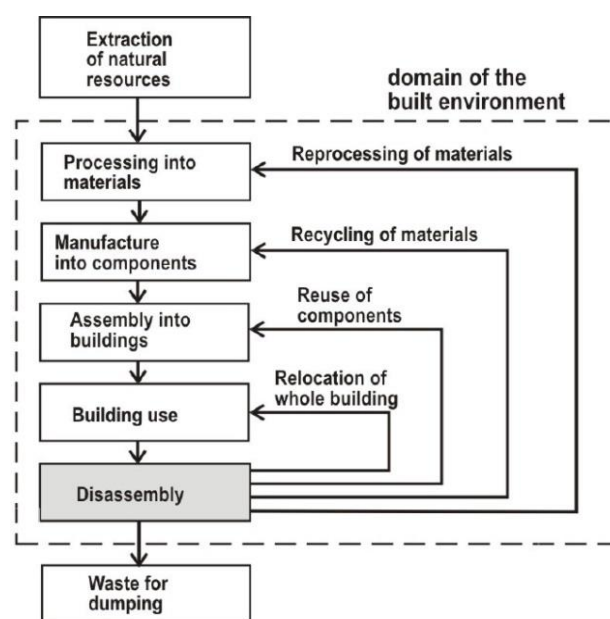 Extraction
of natural
resources
domain of the
built environment
Processing into
materials
Reprocessing of materials
Manufacture
into components
Recycling of materials
Assembly into
buildings
Reuse of
components
Building use
Relocation of
whole building
Disassembly
Waste for
dumping